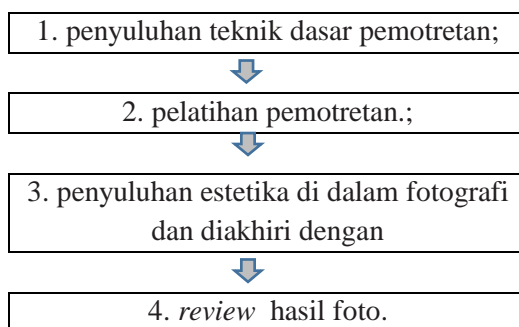 1. penyuluhan teknik dasar pemotretan;
2. pelatihan pemotretan.;
3. penyuluhan estetika di dalam fotografi
dan diakhiri dengan
4. review hasil foto.